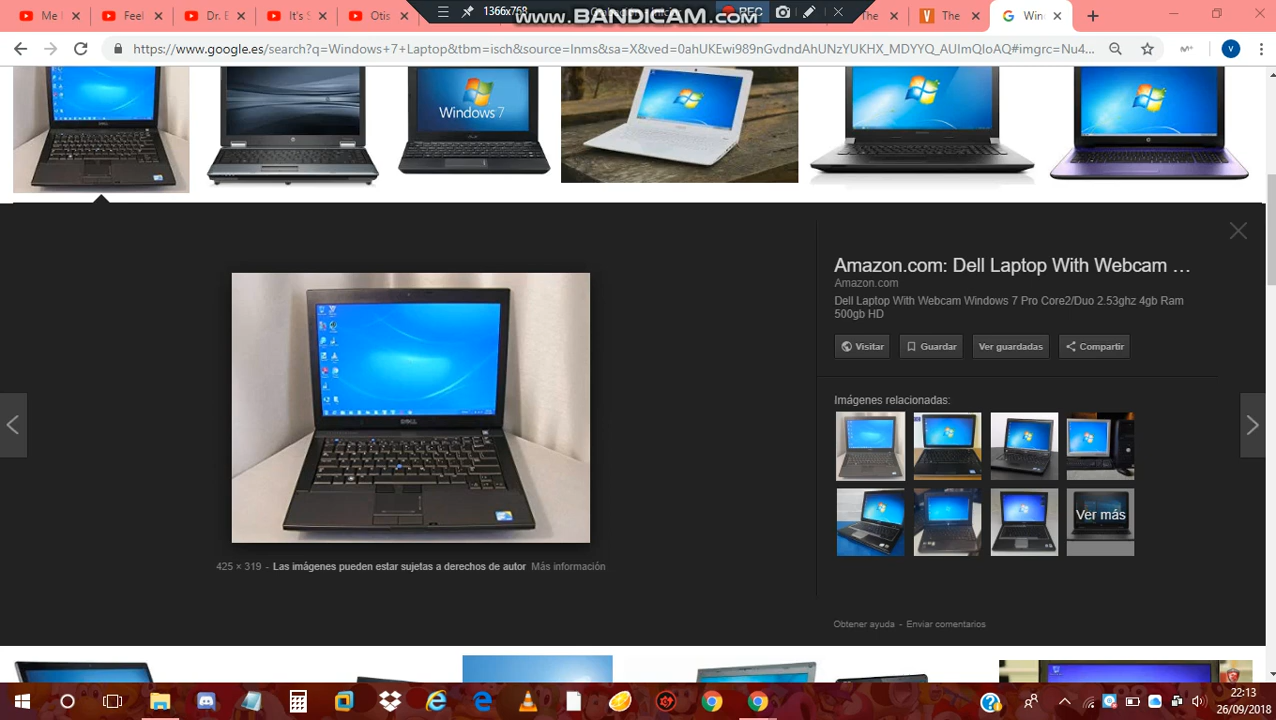 Me
Feel
Dr. E
It's S
Otis
1366x768
www.BANDICAM.com
REC
The
The
Win
https://www.google.es/search?q=Windows+7+Laptop&tbm=isch&source=lnms&sa=X&ved=0ahUKEwi989nGvdndAhUNzYUKHX_MDYYQ_AUImQIoAQ#imgrc=Nu4...
V
Windows 7
Amazon.com: Dell Laptop With Webcam ...
Amazon.com
Dell Laptop With Webcam Windows 7 Pro Core2/Duo 2.53ghz 4gb Ram
500gb HD
Visitar
Guardar
Ver guardadas
Compartir
Imágenes relacionadas:
DELL
Ver más
425 × 319 - Las imágenes pueden estar sujetas a derechos de autor Más información
Obtener ayuda - Enviar comentarios
22:13
26/09/2018